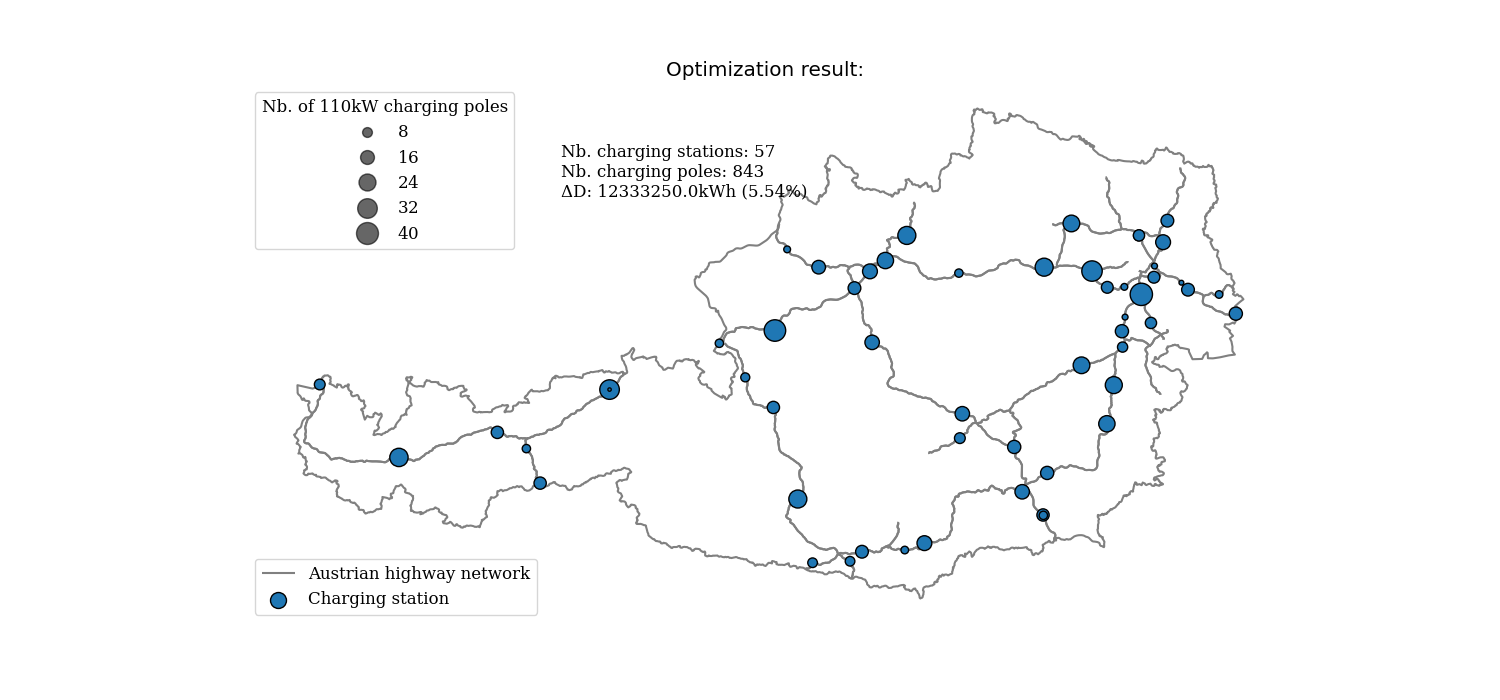 Optimization result:
Nb. of 110kW charging poles
8
16
24
32
40
Nb. charging stations: 57
Nb. charging poles: 843
ΔD: 12333250.0kWh (5.54%)
Austrian highway network
Charging station